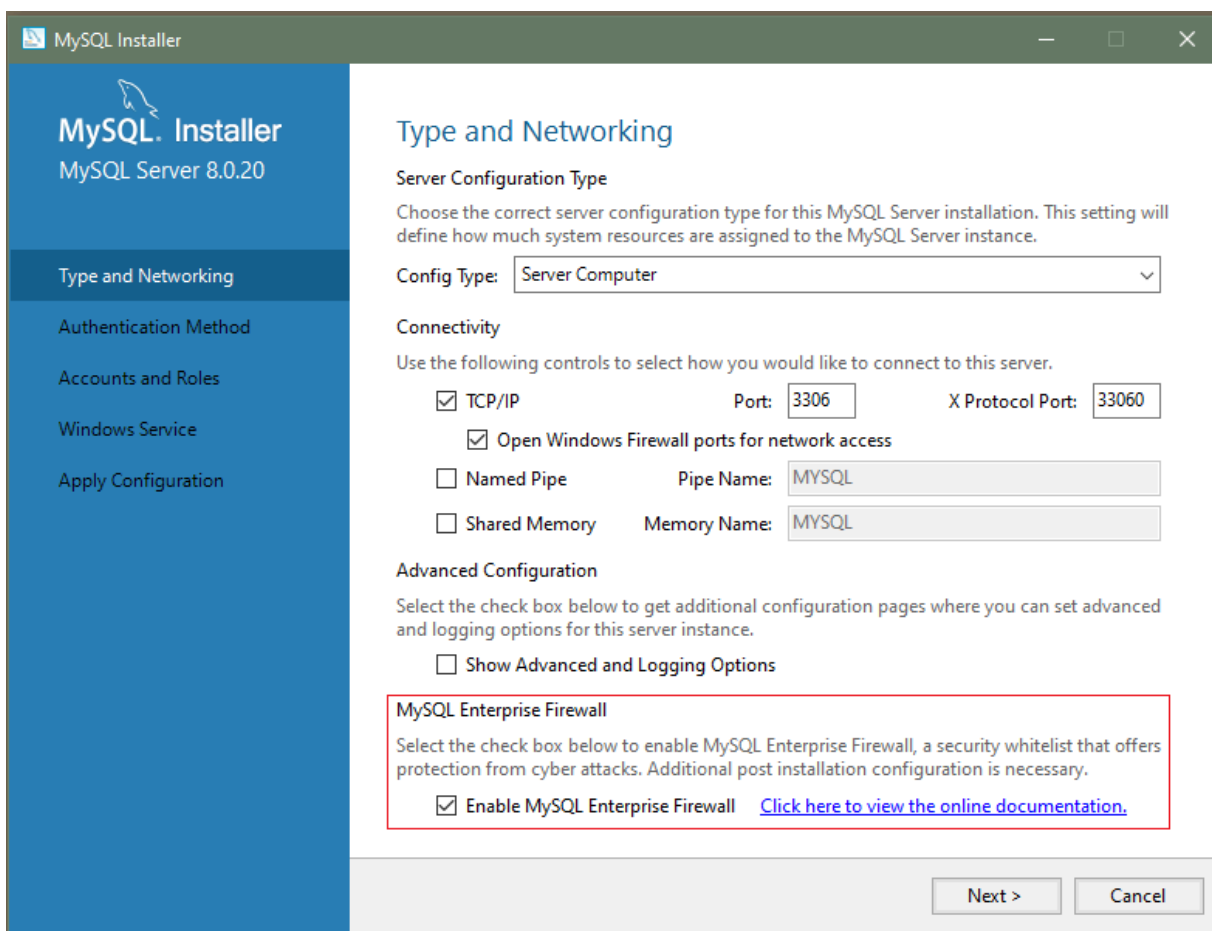 MySQL Installer
MySQL. Installer
MySQL Server 8.0.20
Type and Networking
Authentication Method
Accounts and Roles
Windows Service
Apply Configuration
Type and Networking
Server Configuration Type
Choose the correct server configuration type for this MySQL Server installation. This setting will
define how much system resources are assigned to the MySQL Server instance.
Config Type: Server Computer
Connectivity
Use the following controls to select how you would like to connect to this server.
TCP/IP Port: 3306 X Protocol Port: 33060
Open Windows Firewall ports for network access
Named Pipe Pipe Name: MYSQL
Shared Memory Memory Name: MYSQL
Advanced Configuration
Select the check box below to get additional configuration pages where you can set advanced
and logging options for this server instance.
Show Advanced and Logging Options
MySQL Enterprise Firewall
Select the check box below to enable MySQL Enterprise Firewall, a security whitelist that offers
protection from cyber attacks. Additional post installation configuration is necessary.
Enable MySQL Enterprise Firewall Click here to view the online documentation.
Next > Cancel